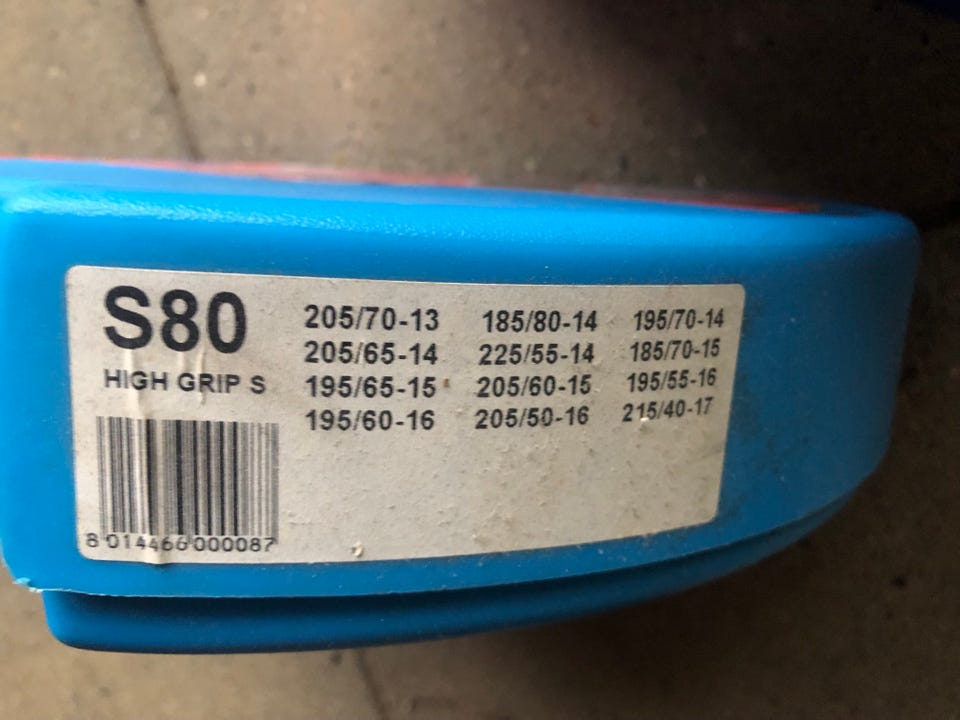 S80
HIGH GRIP S
205/70-13 185/80-14 195/70-14
205/65-14 225/55-14 185/70-15
195/65-15 205/60-15 195/55-16
195/60-16 205/50-16 215/40-17
8 014466 000087